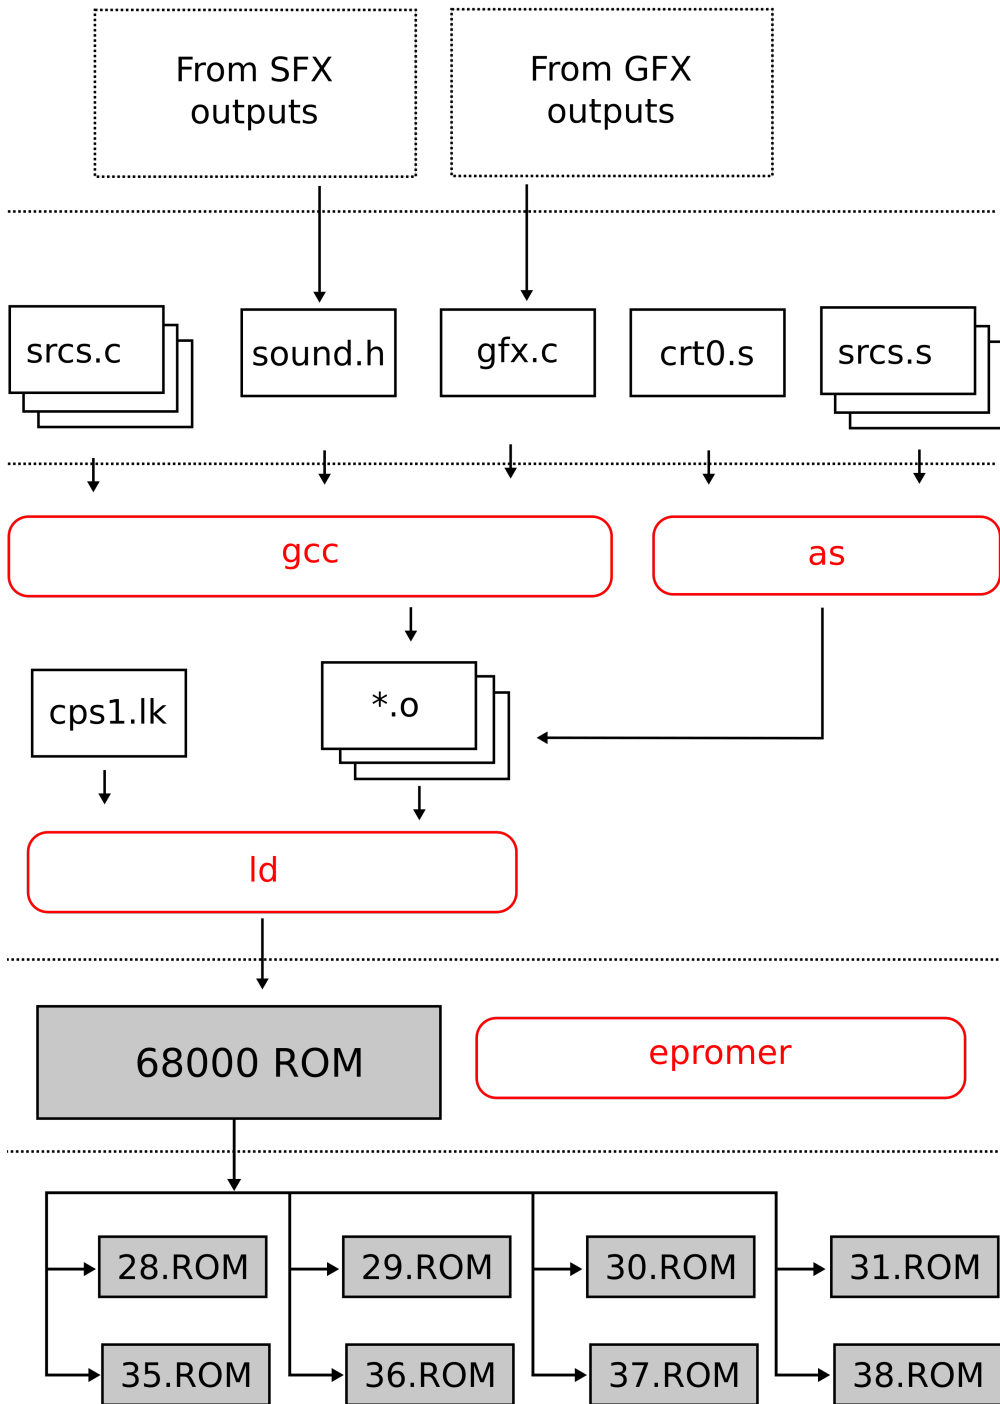 From SFX
outputs
From GFX
outputs
srcs.c
sound.h
gfx.c
crt0.s
srcs.s
gcc
as
cps1.lk
*.o
ld
68000 ROM
epromer
28.ROM
29.ROM
30.ROM
31.ROM
35.ROM
36.ROM
37.ROM
38.ROM